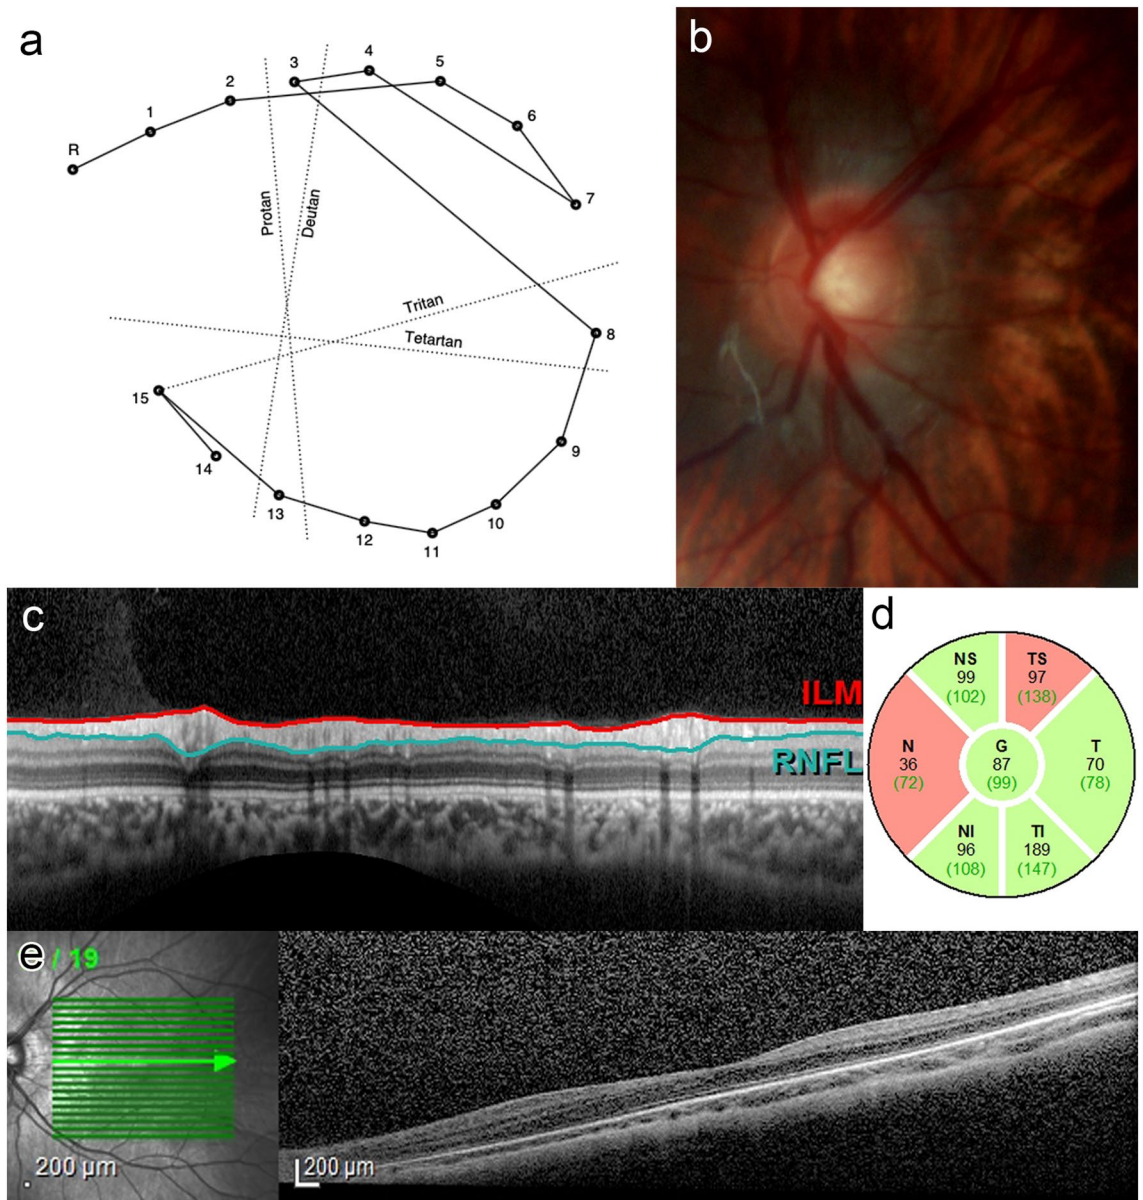 a
R
1
2
3
4
5
6
7
8
9
10
11
12
13
14
15
Protan
Deutan
Tritan
Tetartan
b
c
ILM
RNFL
d
NS
99
(102)
TS
97
(138)
N
36
(72)
G
87
(99)
T
70
(78)
NI
96
(108)
TI
189
(147)
e / 19
200 µm
200 µm